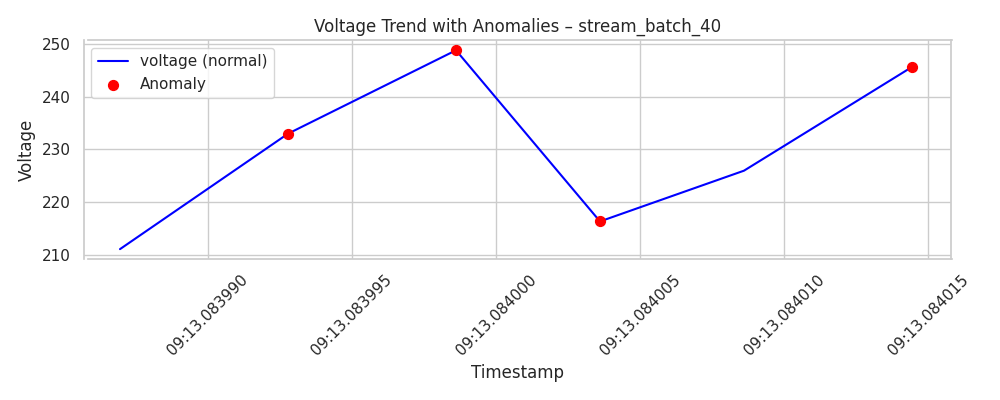 Voltage Trend with Anomalies – stream_batch_40
voltage (normal)
Anomaly
Voltage
250
240
230
220
210
09:13.083990
09:13.083995
09:13.084000
09:13.084005
09:13.084010
09:13.084015
Timestamp